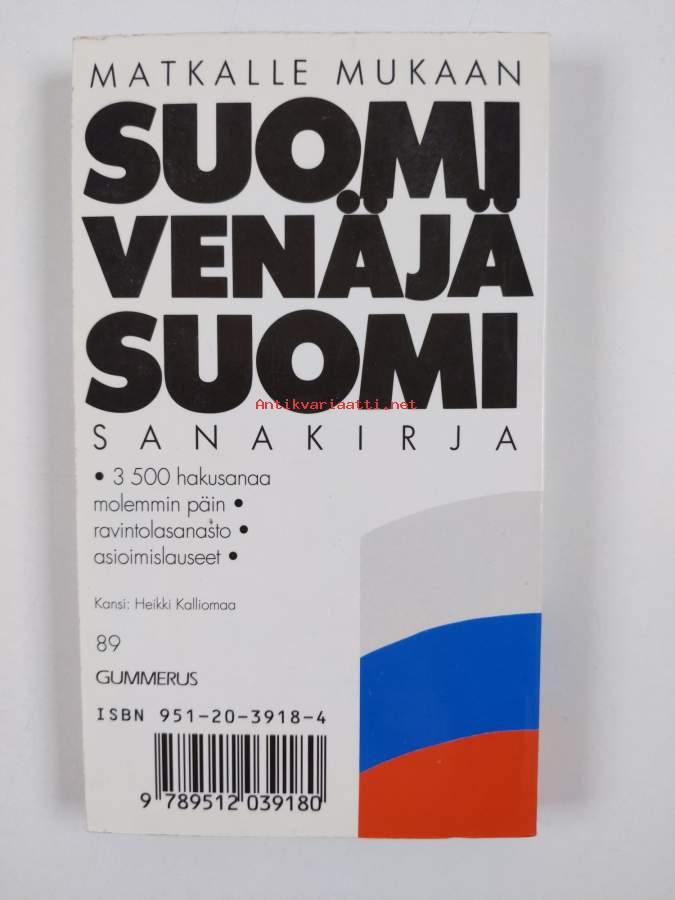 MATKALLE MUKAAN
SUOMI
VENÄJÄ
SUOMI
Antikvariaatti.net
SANAKIRJA
• 3 500 hakusanaa
molemmin päin •
ravintolasanasto •
asioimislauseet •
Kansi: Heikki Kalliomaa
89
GUMMERUS
ISBN 951-20-3918-4
9 789512 039180